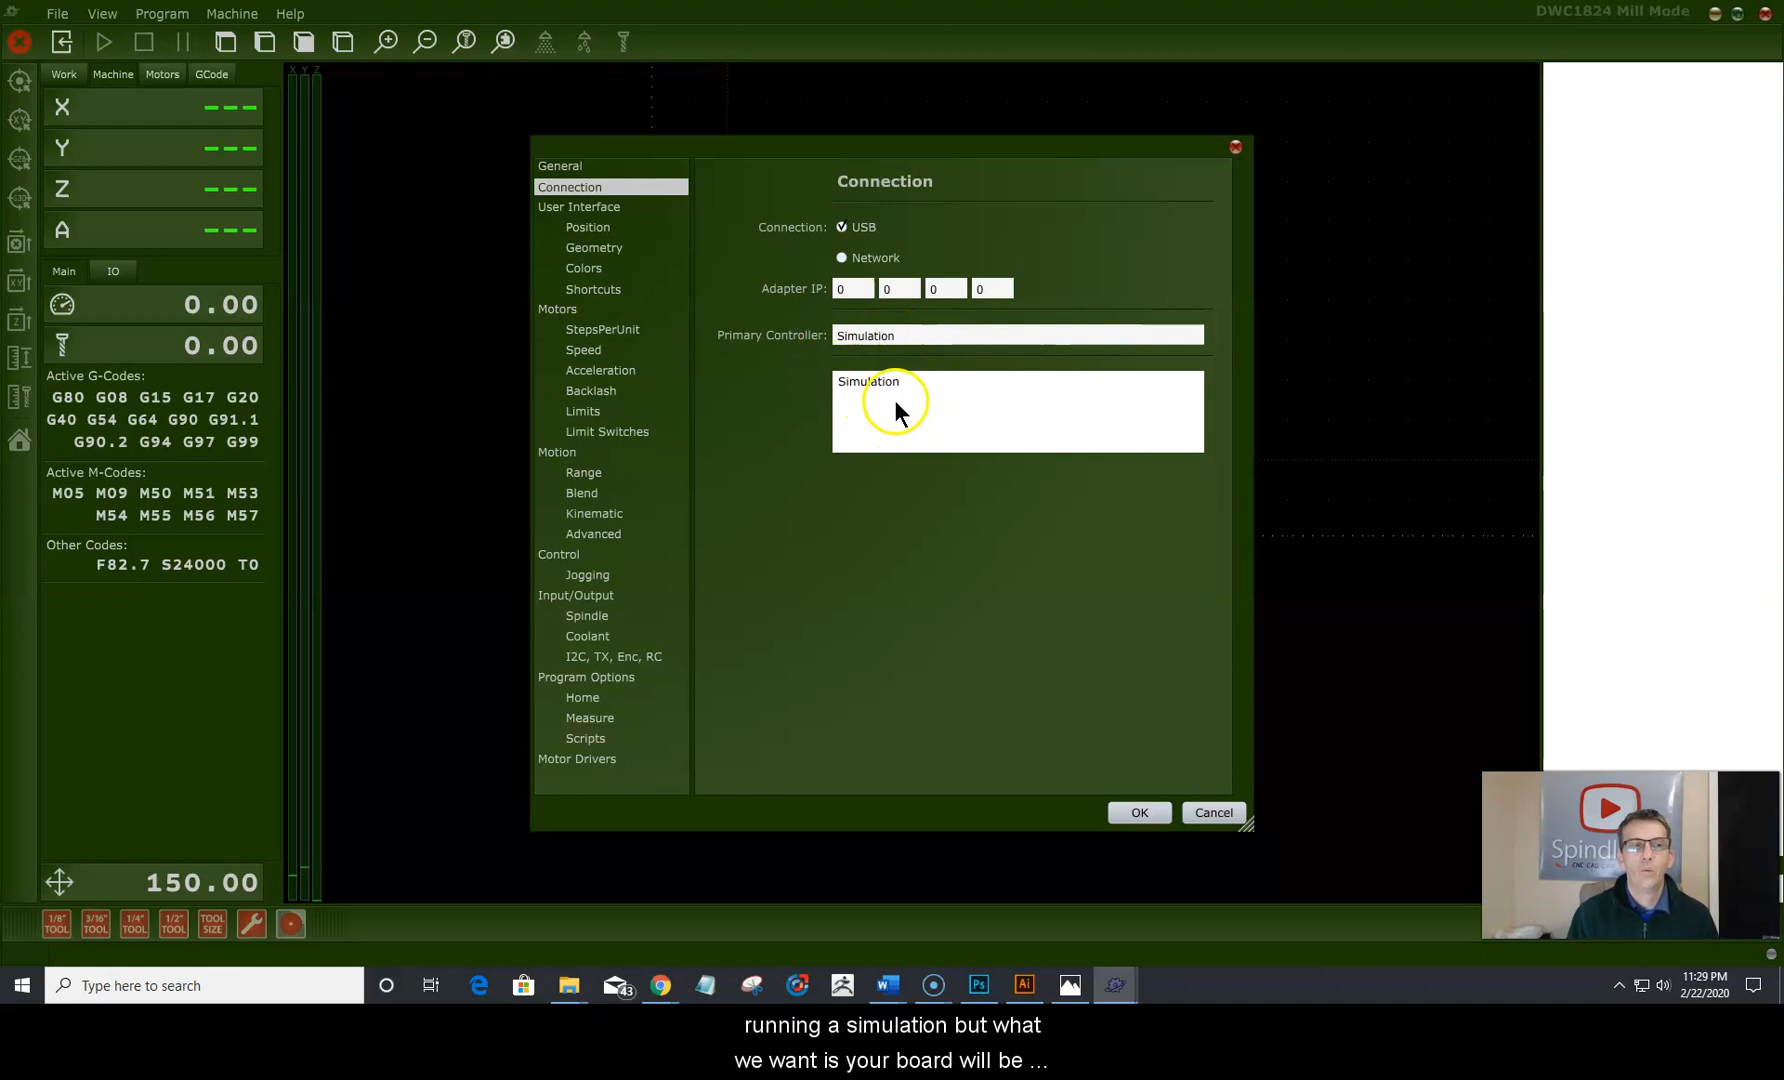 File View Program Machine Help
DWC1824 Mill Mode
Work Machine Motors GCode
X ---
Y ---
Z ---
A ---
X Y Z
Main IO
0.00
0.00
Active G-Codes:
G80 G08 G15 G17 G20
G40 G54 G64 G90 G91.1
G90.2 G94 G97 G99
Active M-Codes:
M05 M09 M50 M51 M53
M54 M55 M56 M57
Other Codes:
F82.7 S24000 T0
150.00
1/8" TOOL 3/16" TOOL 1/4" TOOL 1/2" TOOL TOOL SIZE
General
Connection
User Interface
Position
Geometry
Colors
Shortcuts
Motors
StepsPerUnit
Speed
Acceleration
Backlash
Limits
Limit Switches
Motion
Range
Blend
Kinematic
Advanced
Control
Jogging
Input/Output
Spindle
Coolant
I2C, TX, Enc, RC
Program Options
Home
Measure
Scripts
Motor Drivers
Connection
Connection: USB
Network
Adapter IP: 0 0 0 0
Primary Controller: Simulation
Simulation
OK Cancel
Spindle
Type here to search
43
W
Ps
Ai
11:29 PM
2/22/2020
running a simulation but what
we want is your board will be ...